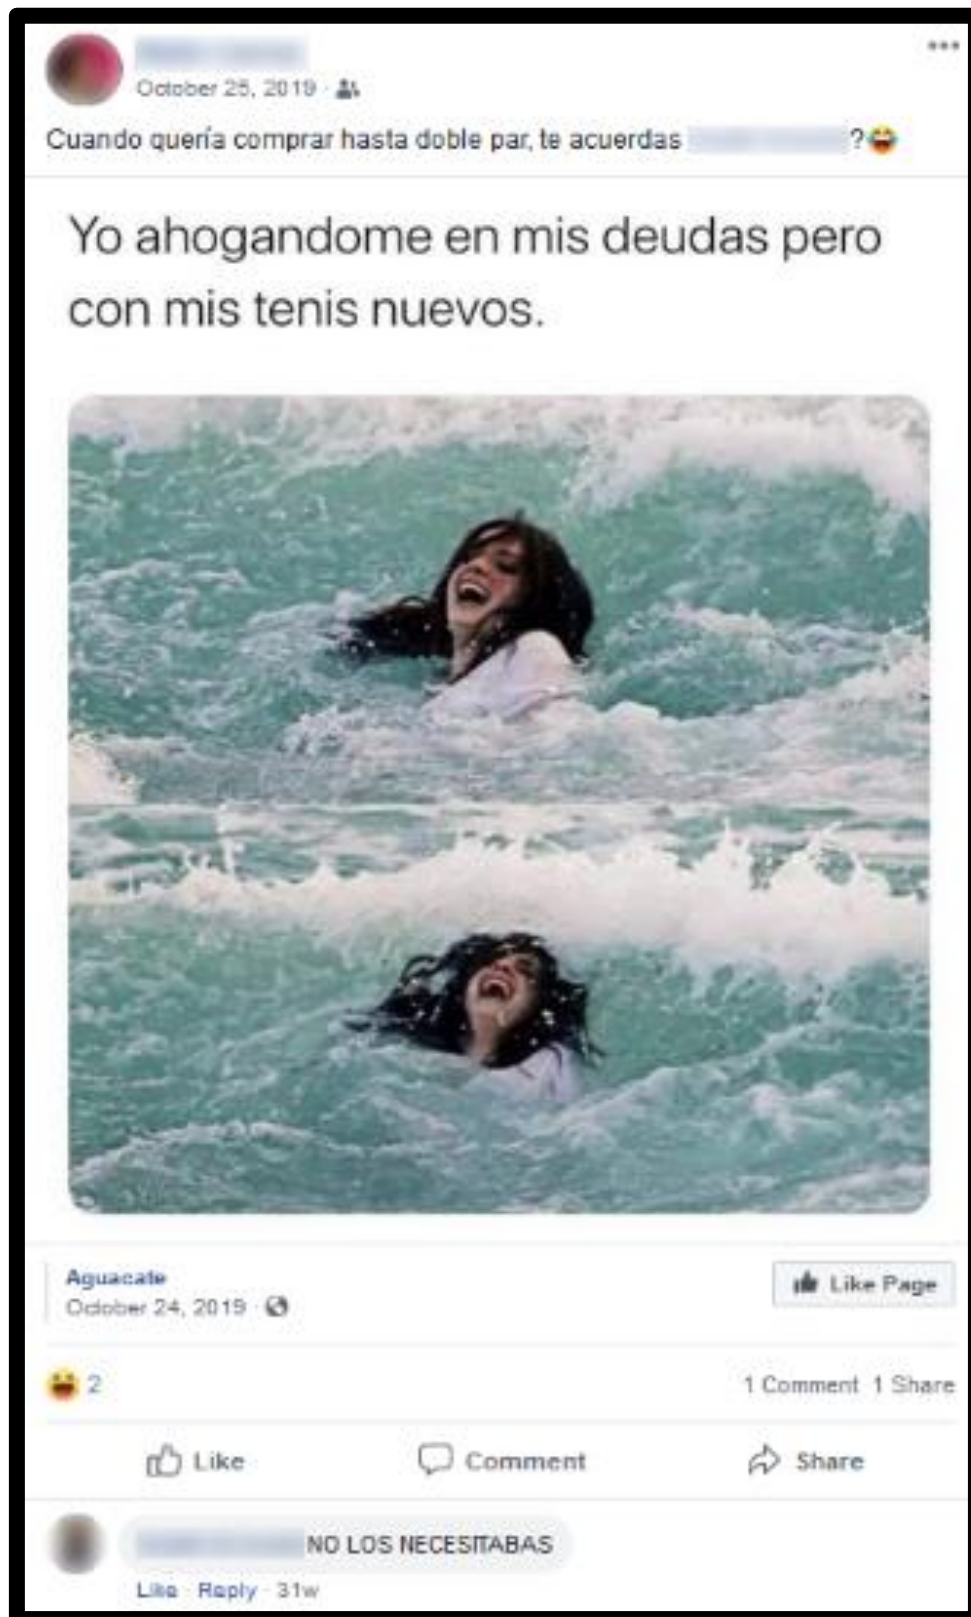 October 25, 2019
Cuando quería comprar hasta doble par, te acuerdas ?
Yo ahogandome en mis deudas pero
con mis tenis nuevos.
Aguacate
October 24, 2019
Like Page
2
1 Comment 1 Share
Like Comment Share
NO LOS NECESITABAS
Like Reply 31w